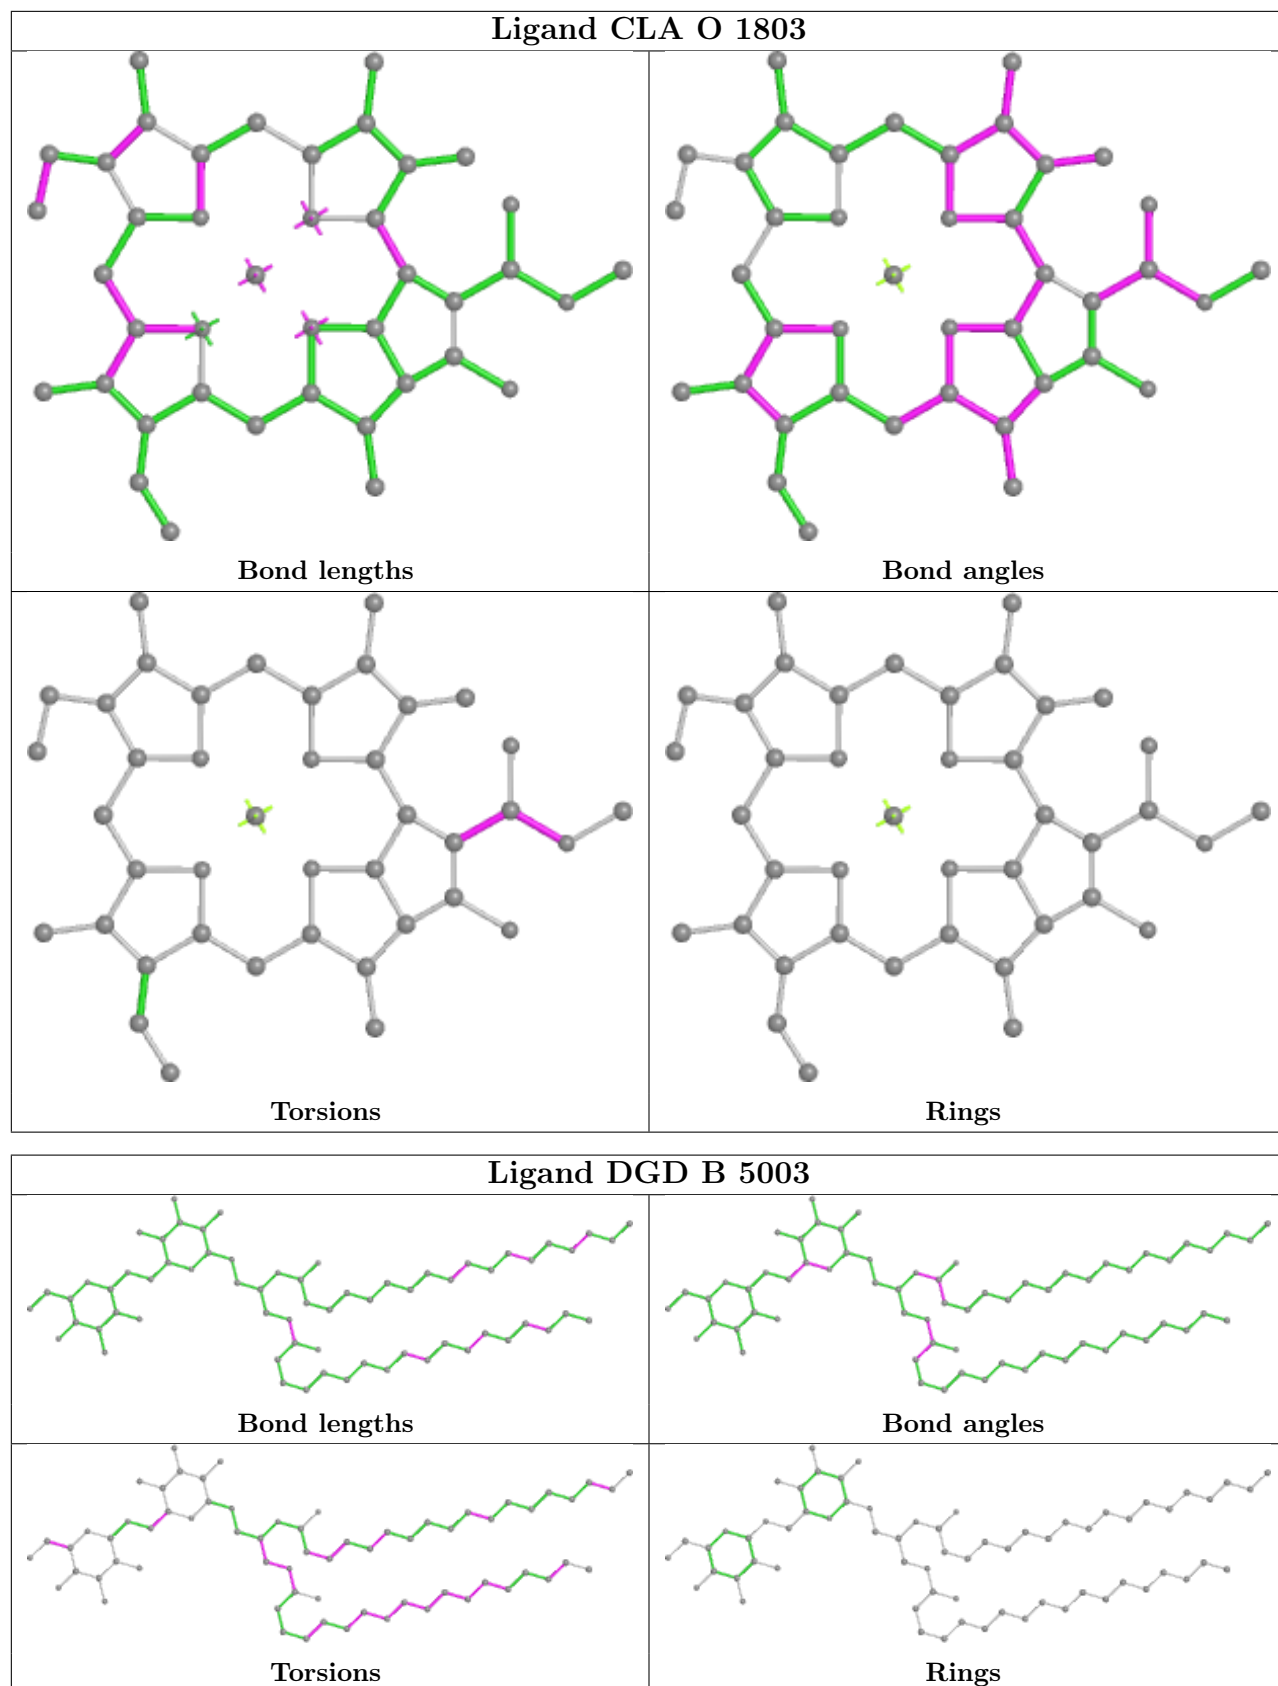 Ligand CLA O 1803
Bond lengths
Bond angles
Torsions
Rings
Ligand DGD B 5003
Bond lengths
Bond angles
Torsions
Rings